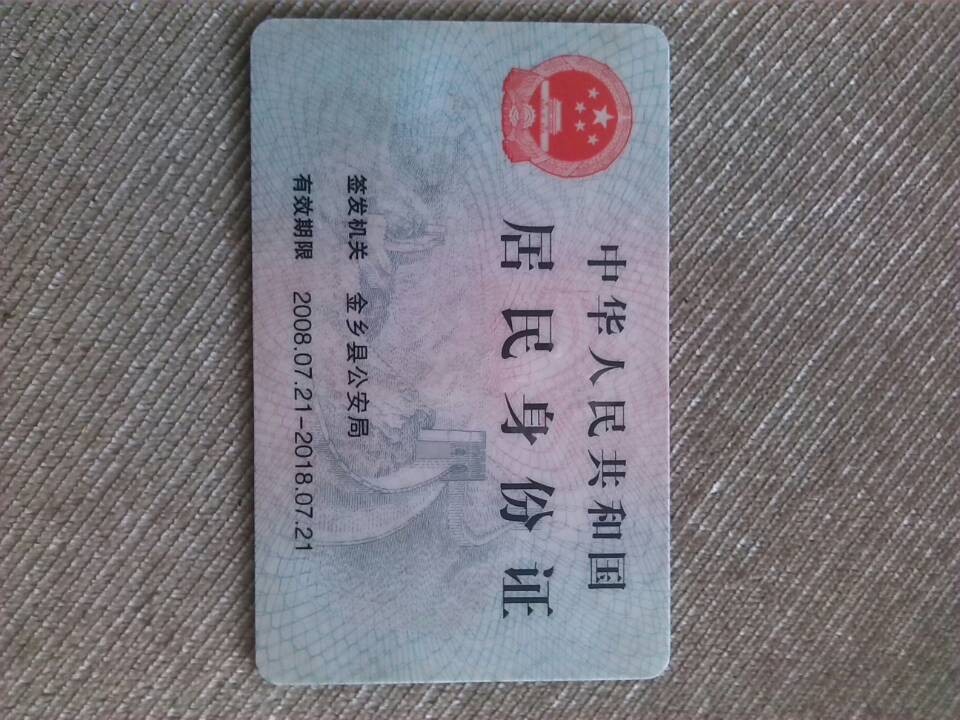 中华人民共和国
居民身份证
签发机关 金乡县公安局
有效期限 2008.07.21-2018.07.21